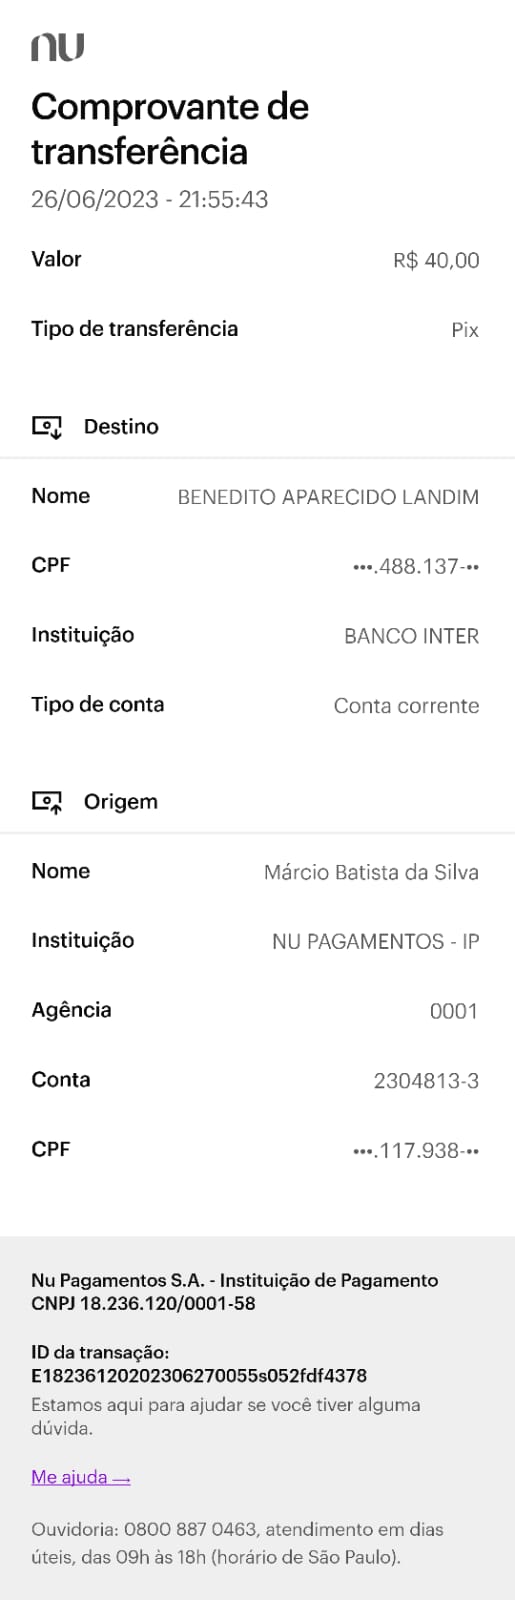 nu
Comprovante de
transferência
26/06/2023 - 21:55:43
Valor R$ 40,00
Tipo de transferência Pix
Destino
Nome BENEDITO APARECIDO LANDIM
CPF •••.488.137-••
Instituição BANCO INTER
Tipo de conta Conta corrente
Origem
Nome Márcio Batista da Silva
Instituição NU PAGAMENTOS - IP
Agência 0001
Conta 2304813-3
CPF •••.117.938-••
Nu Pagamentos S.A. - Instituição de Pagamento
CNPJ 18.236.120/0001-58
ID da transação:
E18236120202306270055s052fdf4378
Estamos aqui para ajudar se você tiver alguma
dúvida.
Me ajuda →
Ouvidoria: 0800 887 0463, atendimento em dias
úteis, das 09h às 18h (horário de São Paulo).